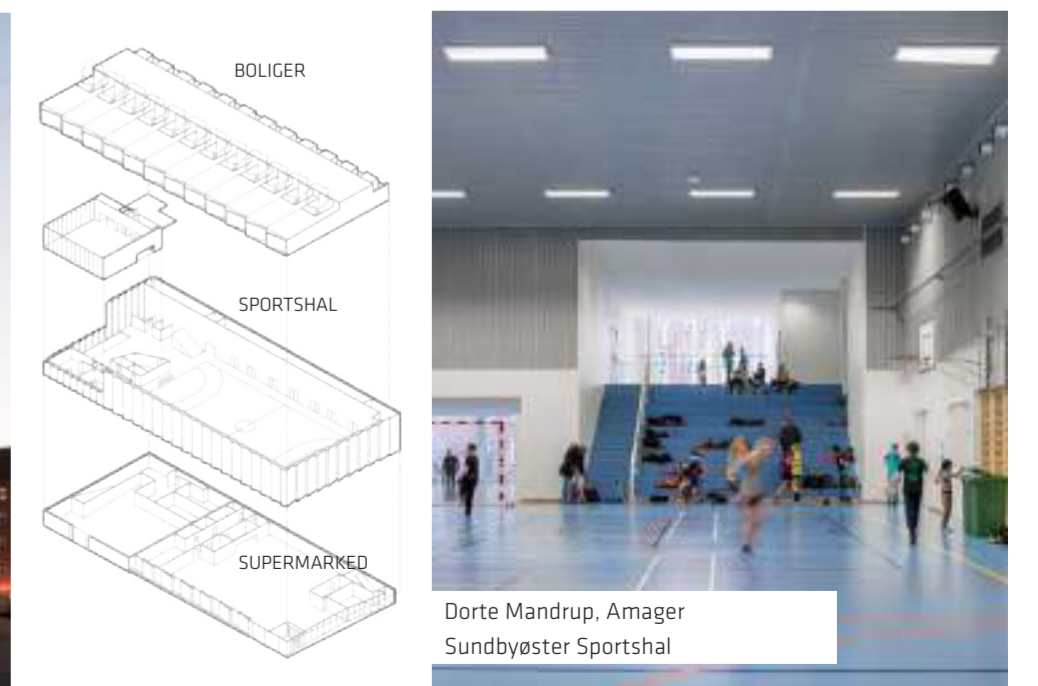 BOLIGER
SPORTSHAL
SUPERMARKED
Dorte Mandrup, Amager
Sundbyøster Sportshal